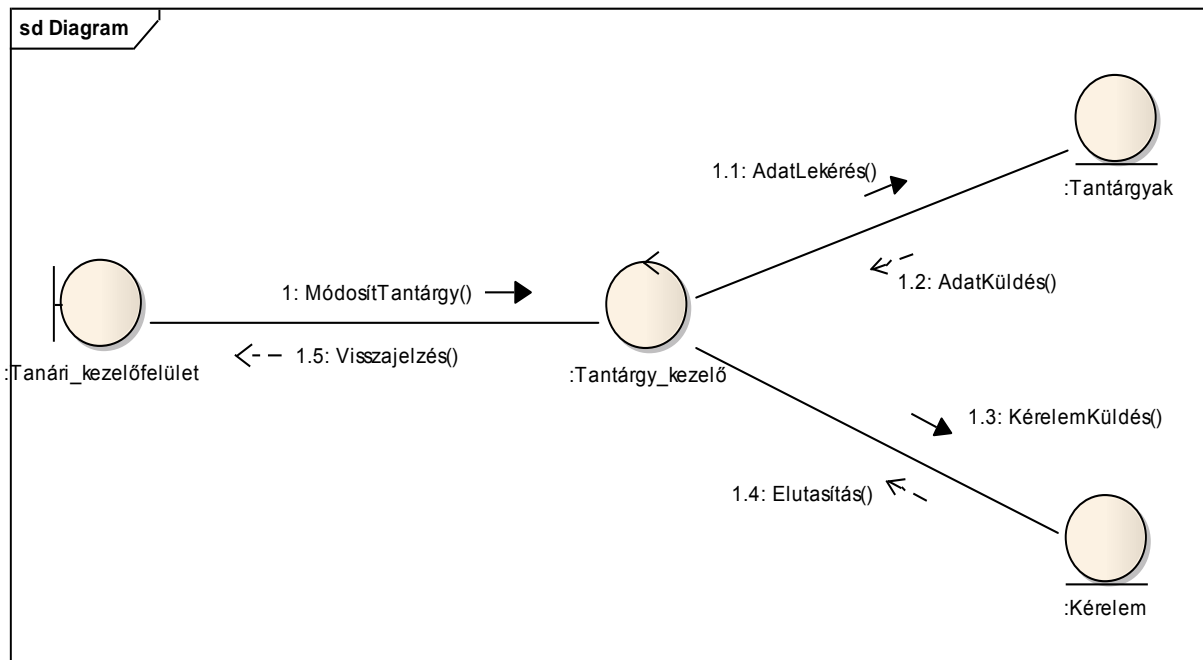 sd Diagram
:Tantárgyak
1.1: AdatLekérés()
1.2: AdatKüldés()
1: MódosítTantárgy()
1.5: Visszajelzés()
:Tanári_kezelőfelület
:Tantárgy_kezelő
1.3: KérelemKüldés()
1.4: Elutasítás()
:Kérelem